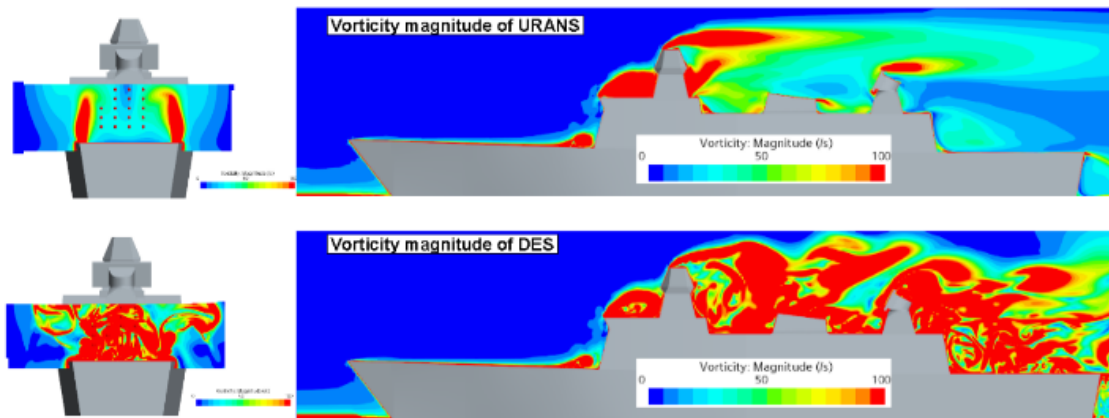 Vorticity magnitude of URANS
Vorticity: Magnitude (/s)
0 50 100
Vorticity magnitude of DES
Vorticity: Magnitude (/s)
0 50 100